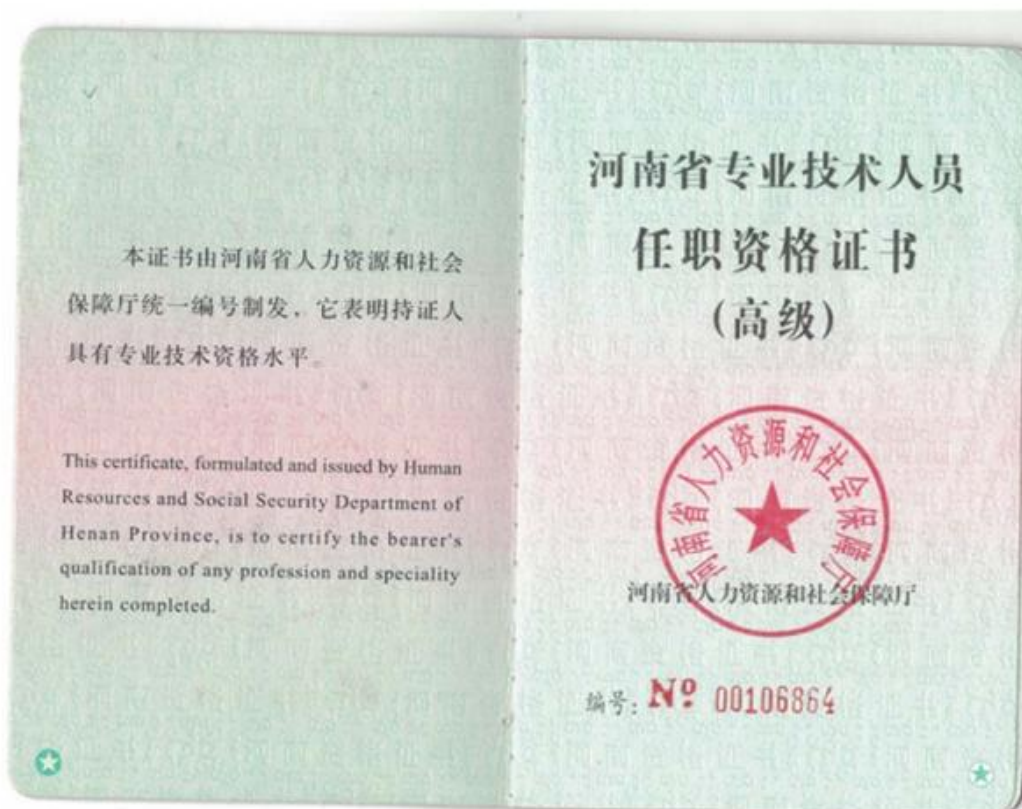 本证书由河南省人力资源和社会
保障厅统一编号制发，它表明持证人
具有专业技术资格水平。
This certificate, formulated and issued by Human
Resources and Social Security Department of
Henan Province, is to certify the bearer's
qualification of any profession and speciality
herein completed.
河南省专业技术人员
任职资格证书
(高级)
河南省人力资源和社会保障厅
河南省人力资源和社会保障厅
编号: Nº 00106864